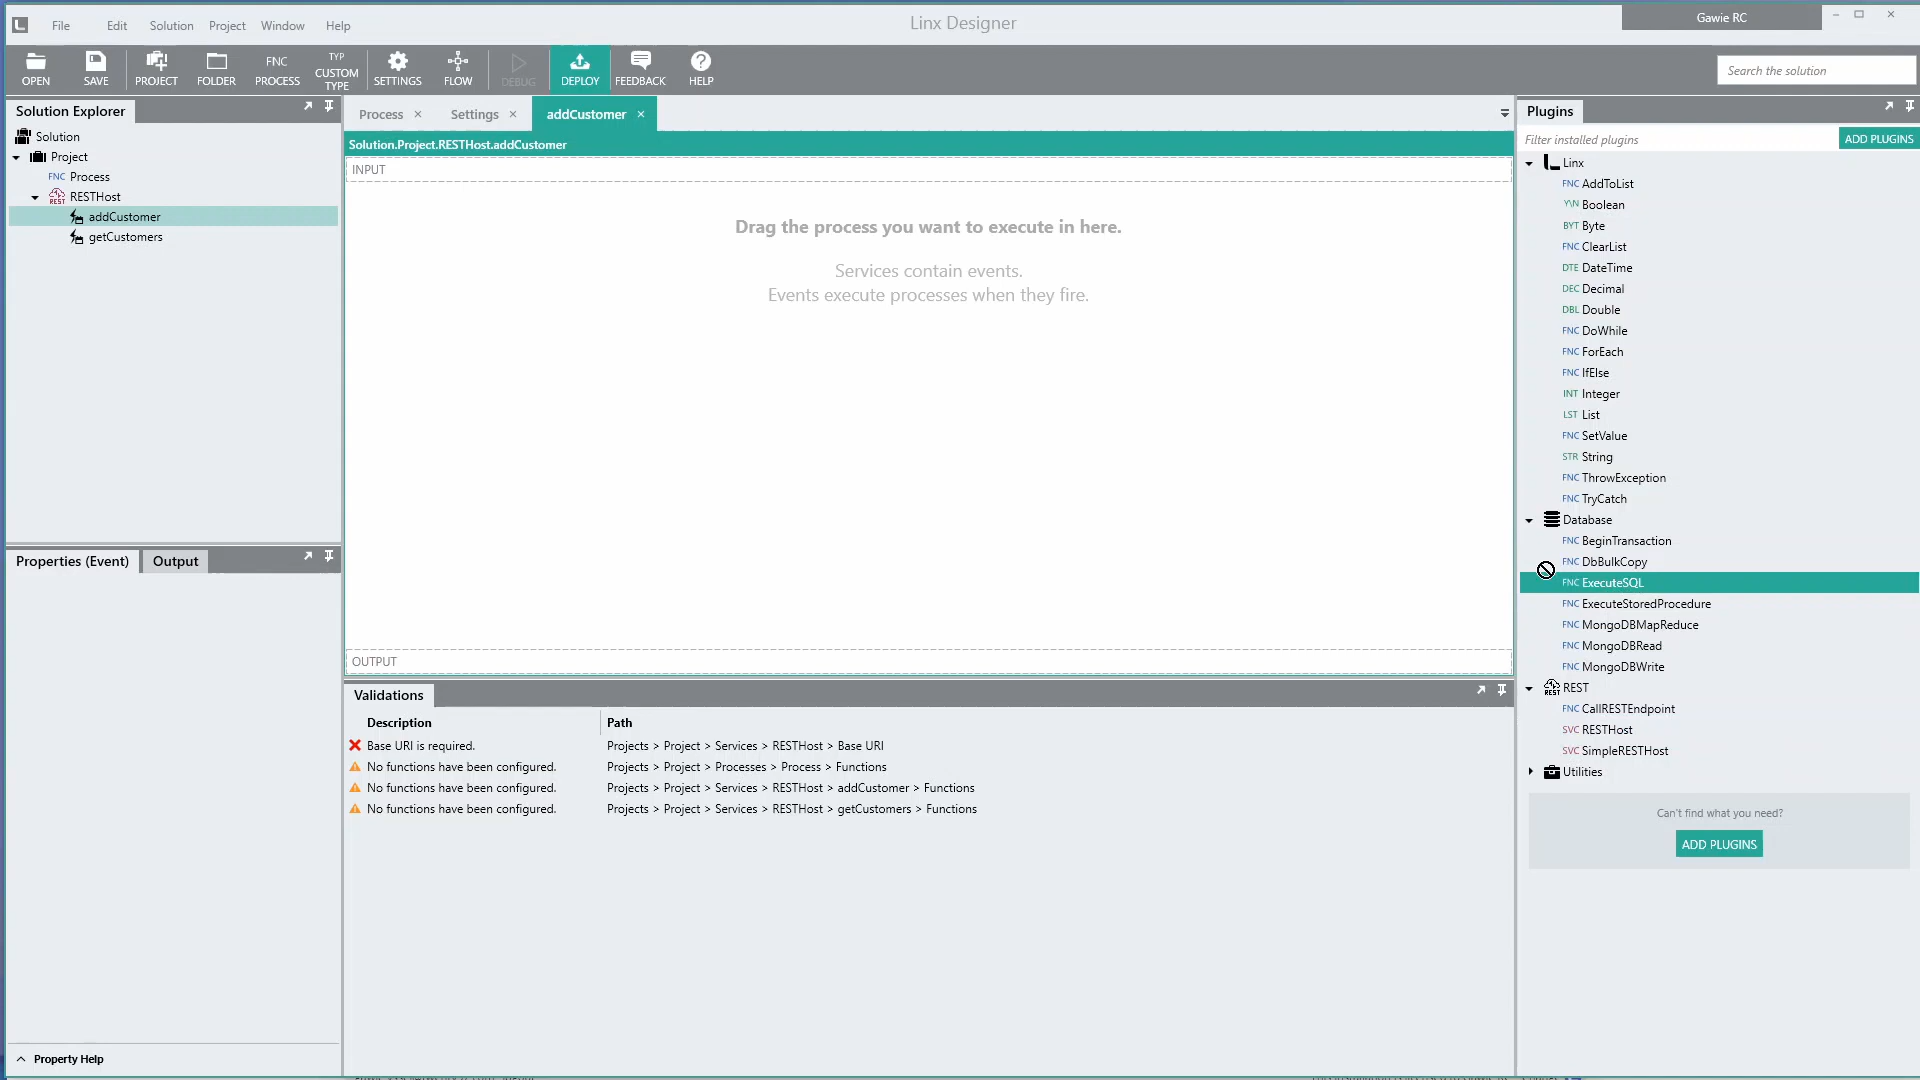 File Edit Solution Project Window Help
Linx Designer
Gawie RC
OPEN SAVE PROJECT FOLDER FNC PROCESS TYP CUSTOM TYPE SETTINGS FLOW DEBUG DEPLOY FEEDBACK HELP
Search the solution
Solution Explorer
Solution
Project
FNC Process
REST RESTHost
addCustomer
getCustomers
Properties (Event) Output
Property Help
Process Settings addCustomer
Solution.Project.RESTHost.addCustomer
INPUT
Drag the process you want to execute in here.
Services contain events.
Events execute processes when they fire.
OUTPUT
Validations
Description Path
Base URI is required. Projects > Project > Services > RESTHost > Base URI
No functions have been configured. Projects > Project > Processes > Process > Functions
No functions have been configured. Projects > Project > Services > RESTHost > addCustomer > Functions
No functions have been configured. Projects > Project > Services > RESTHost > getCustomers > Functions
Plugins
Filter installed plugins ADD PLUGINS
Linx
FNC AddToList
Y\N Boolean
BYT Byte
FNC ClearList
DTE DateTime
DEC Decimal
DBL Double
FNC DoWhile
FNC ForEach
FNC IfElse
INT Integer
LST List
FNC SetValue
STR String
FNC ThrowException
FNC TryCatch
Database
FNC BeginTransaction
FNC DbBulkCopy
FNC ExecuteSQL
FNC ExecuteStoredProcedure
FNC MongoDBMapReduce
FNC MongoDBRead
FNC MongoDBWrite
REST REST
FNC CallRESTEndpoint
SVC RESTHost
SVC SimpleRESTHost
Utilities
Can't find what you need?
ADD PLUGINS